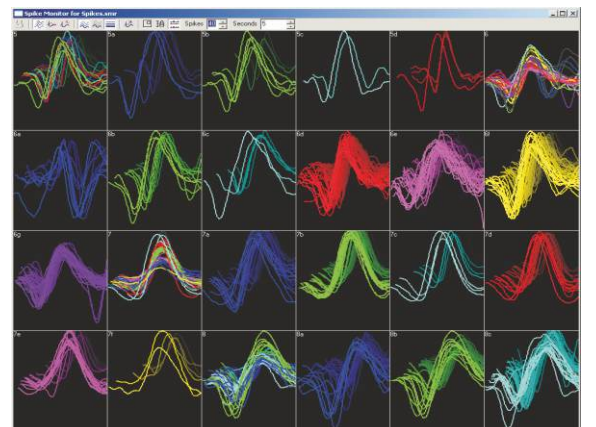 Spike Monitor for Spikes.smr
Spikes Seconds 5
5 5a 5b 5c 5d 6
6a 6b 6c 6d 6e 6f
6g 7 7a 7b 7c 7d
7e 7f 8 8a 8b 8c